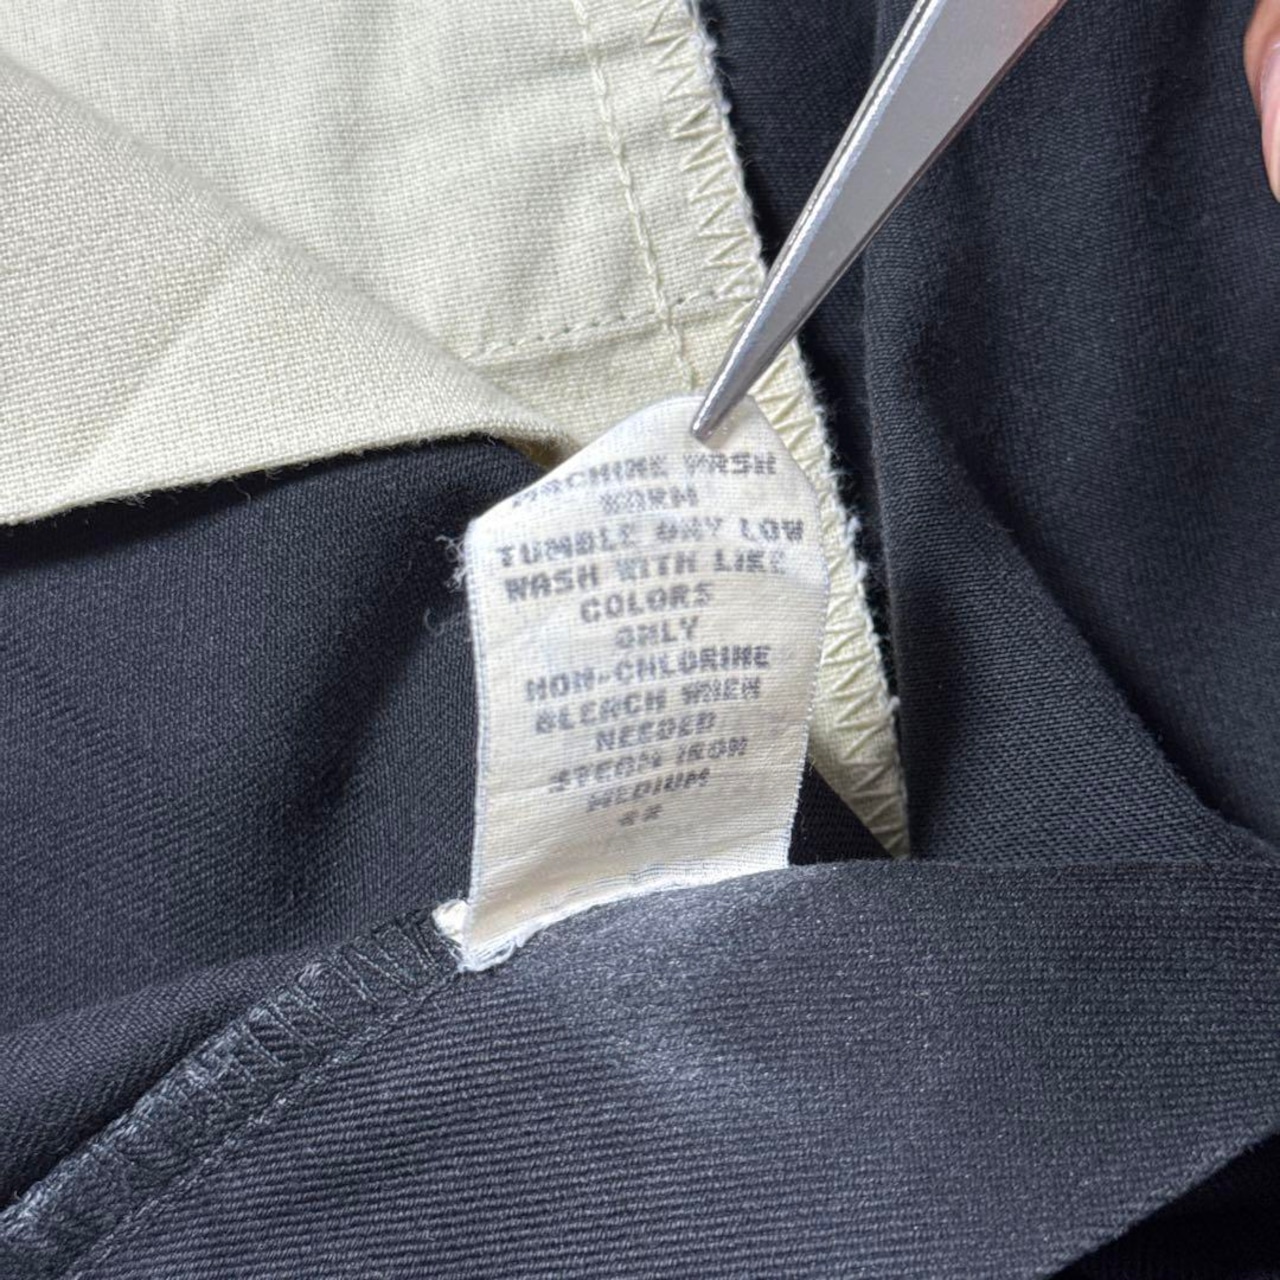 MACHINE WASH
WARM
TUMBLE DRY LOW
WASH WITH LIKE
COLORS
ONLY
NON-CHLORINE
BLEACH WHEN
NEEDED
STEAM IRON
MEDIUM